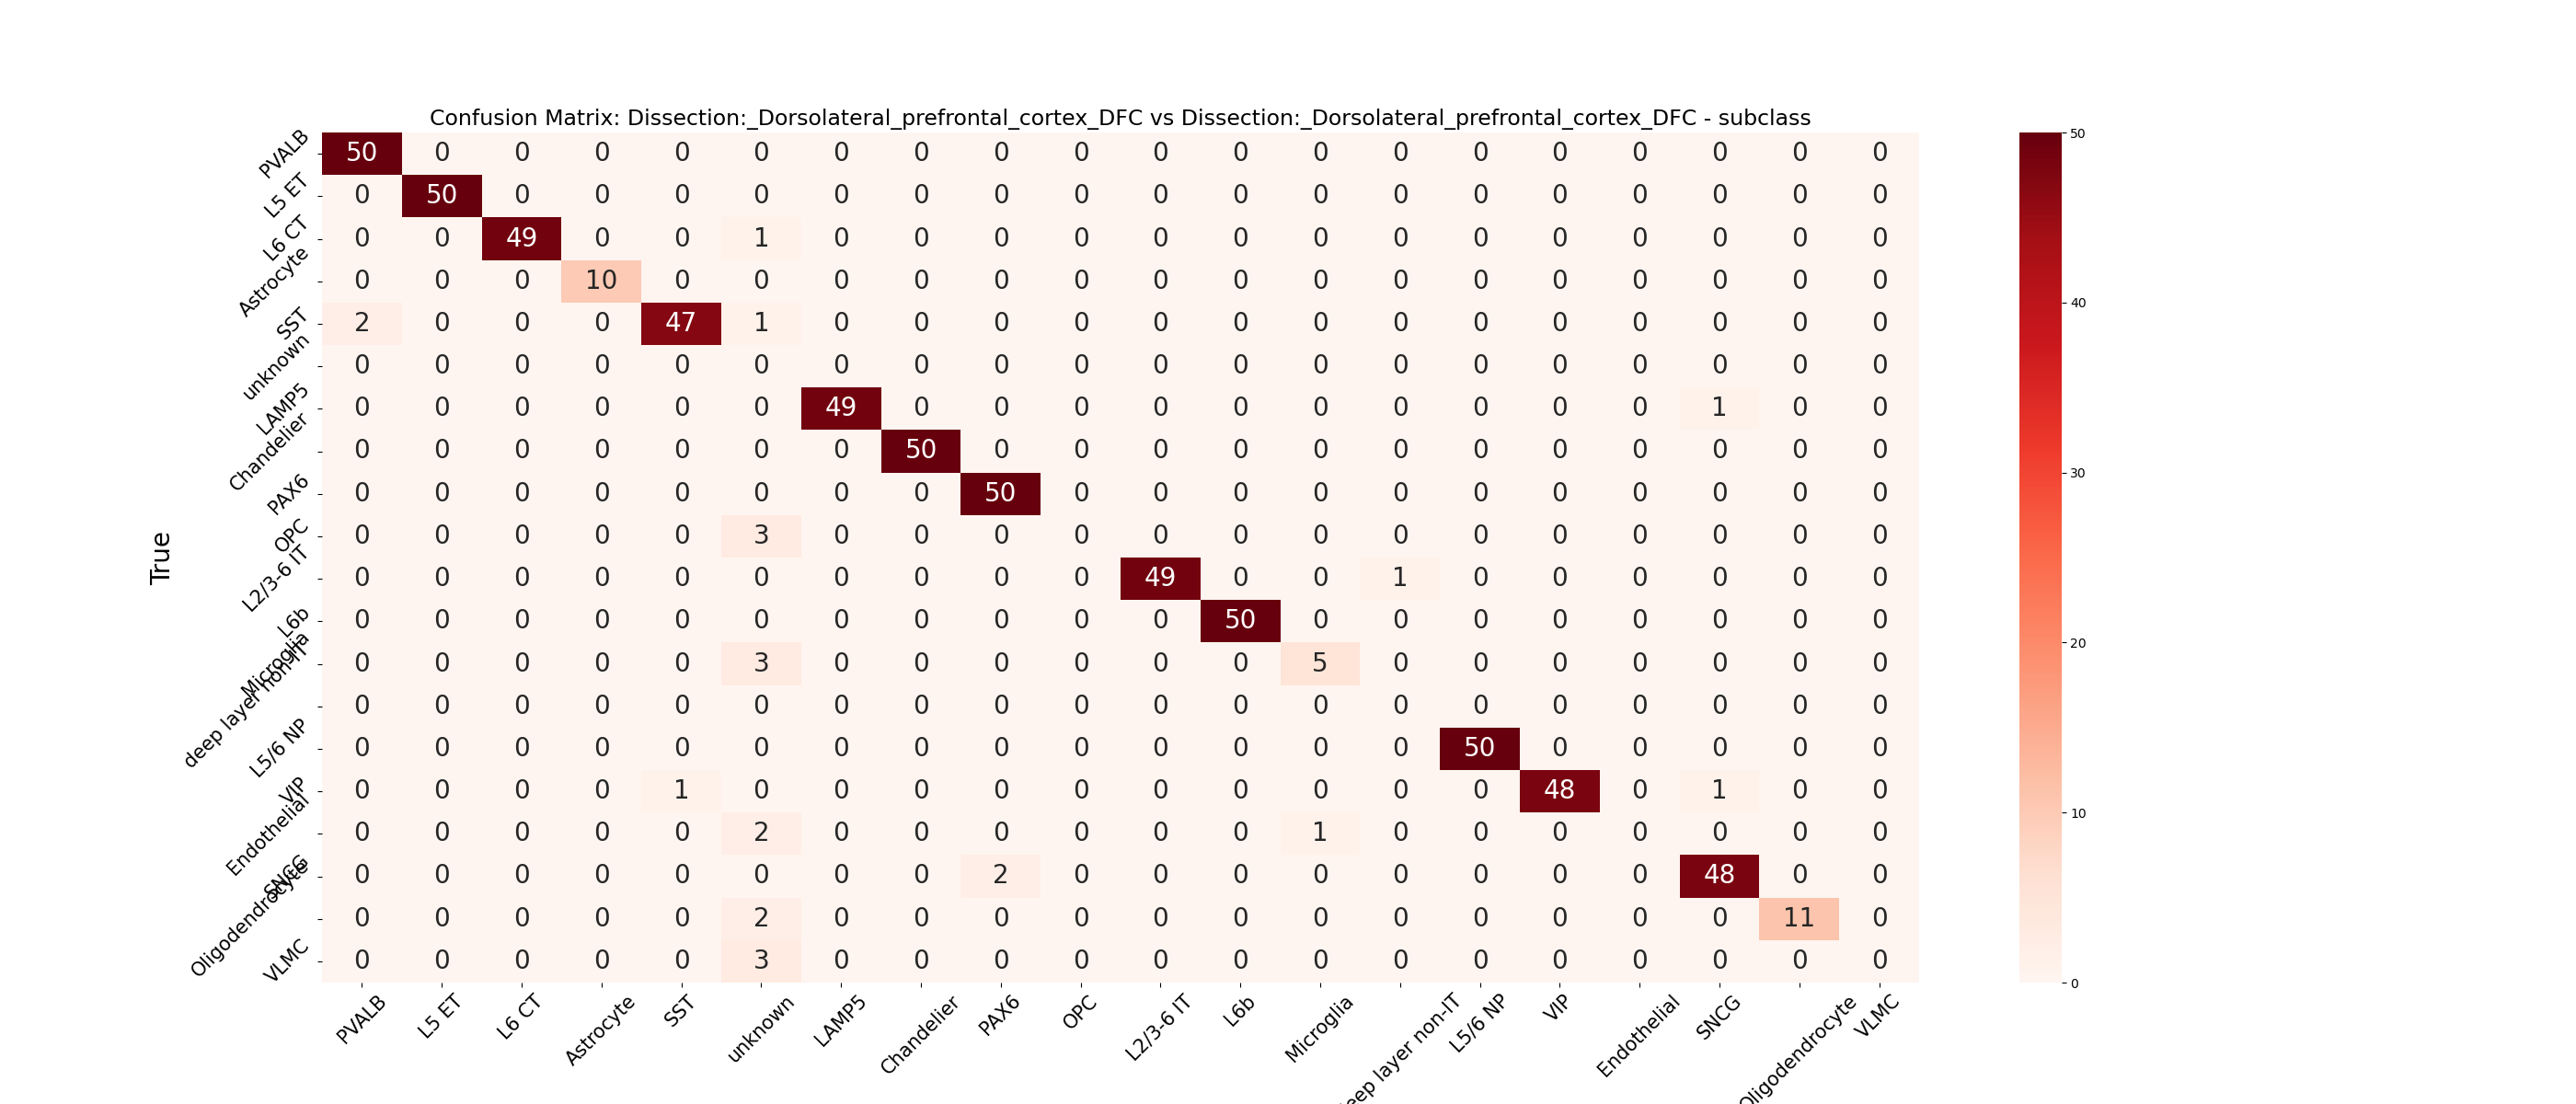 Confusion Matrix: Dissection:_Dorsolateral_prefrontal_cortex_DFC vs Dissection:_Dorsolateral_prefrontal_cortex_DFC - subclass
True
PVALB 50 0 0 0 0 0 0 0 0 0 0 0 0 0 0 0 0 0 0 0
L5 ET 0 50 0 0 0 0 0 0 0 0 0 0 0 0 0 0 0 0 0 0
L6 CT 0 0 49 0 0 1 0 0 0 0 0 0 0 0 0 0 0 0 0 0
Astrocyte 0 0 0 10 0 0 0 0 0 0 0 0 0 0 0 0 0 0 0 0
SST 2 0 0 0 47 1 0 0 0 0 0 0 0 0 0 0 0 0 0 0
unknown 0 0 0 0 0 0 0 0 0 0 0 0 0 0 0 0 0 0 0 0
LAMP5 0 0 0 0 0 0 49 0 0 0 0 0 0 0 0 0 0 1 0 0
Chandelier 0 0 0 0 0 0 0 50 0 0 0 0 0 0 0 0 0 0 0 0
PAX6 0 0 0 0 0 0 0 0 50 0 0 0 0 0 0 0 0 0 0 0
OPC 0 0 0 0 0 3 0 0 0 0 0 0 0 0 0 0 0 0 0 0
L2/3-6 IT 0 0 0 0 0 0 0 0 0 0 49 0 0 1 0 0 0 0 0 0
L6b 0 0 0 0 0 0 0 0 0 0 0 50 0 0 0 0 0 0 0 0
Microglia 0 0 0 0 0 3 0 0 0 0 0 0 5 0 0 0 0 0 0 0
deep layer non-IT 0 0 0 0 0 0 0 0 0 0 0 0 0 0 0 0 0 0 0 0
L5/6 NP 0 0 0 0 0 0 0 0 0 0 0 0 0 0 50 0 0 0 0 0
VIP 0 0 0 0 1 0 0 0 0 0 0 0 0 0 0 48 0 1 0 0
Endothelial 0 0 0 0 0 2 0 0 0 0 0 0 1 0 0 0 0 0 0 0
SNCG 0 0 0 0 0 0 0 0 2 0 0 0 0 0 0 0 0 48 0 0
Oligodendrocyte 0 0 0 0 0 2 0 0 0 0 0 0 0 0 0 0 0 0 11 0
VLMC 0 0 0 0 0 3 0 0 0 0 0 0 0 0 0 0 0 0 0 0
PVALB L5 ET L6 CT Astrocyte SST unknown LAMP5 Chandelier PAX6 OPC L2/3-6 IT L6b Microglia eep layer non-IT L5/6 NP VIP Endothelial SNCG Oligodendrocyte VLMC
50
40
30
20
10
0